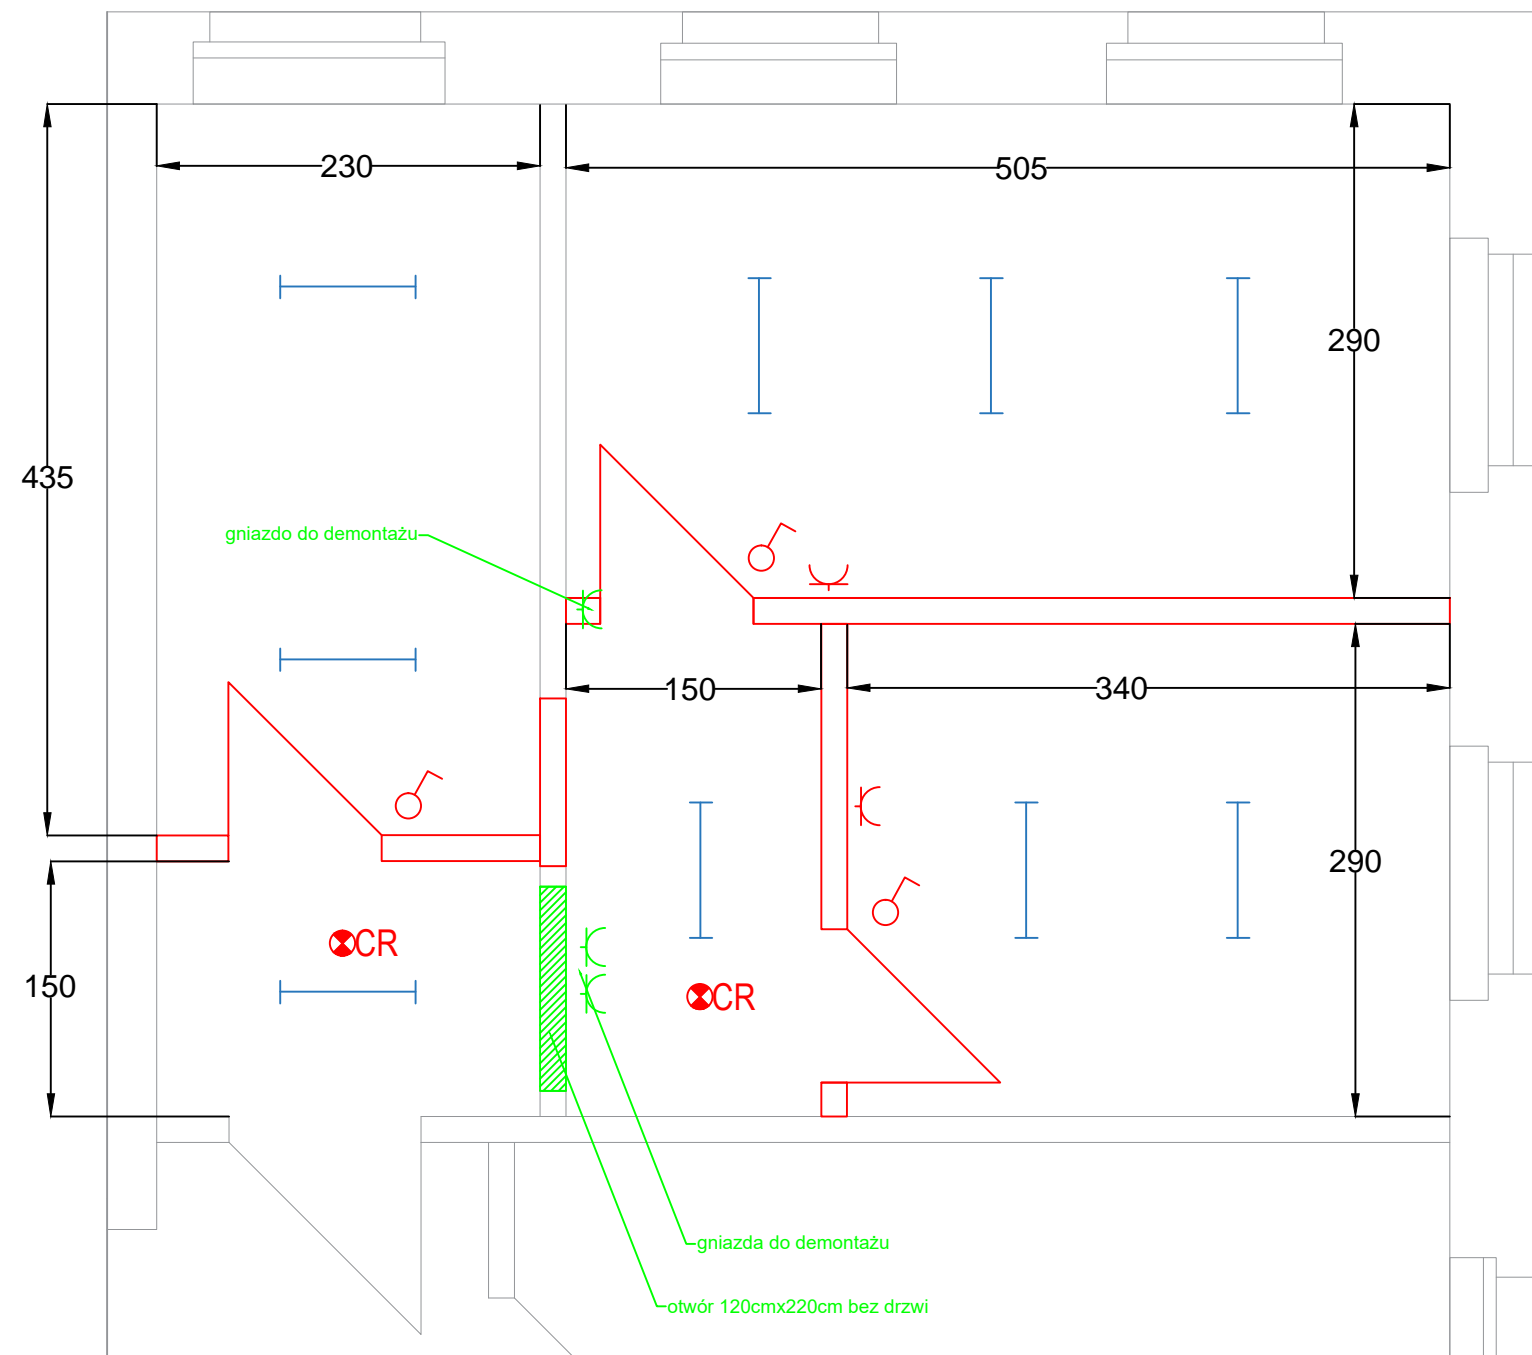 230
505
290
435
gniazdo do demontażu
150
340
290
CR
150
CR
gniazda do demontażu
otwór 120cmx220cm bez drzwi